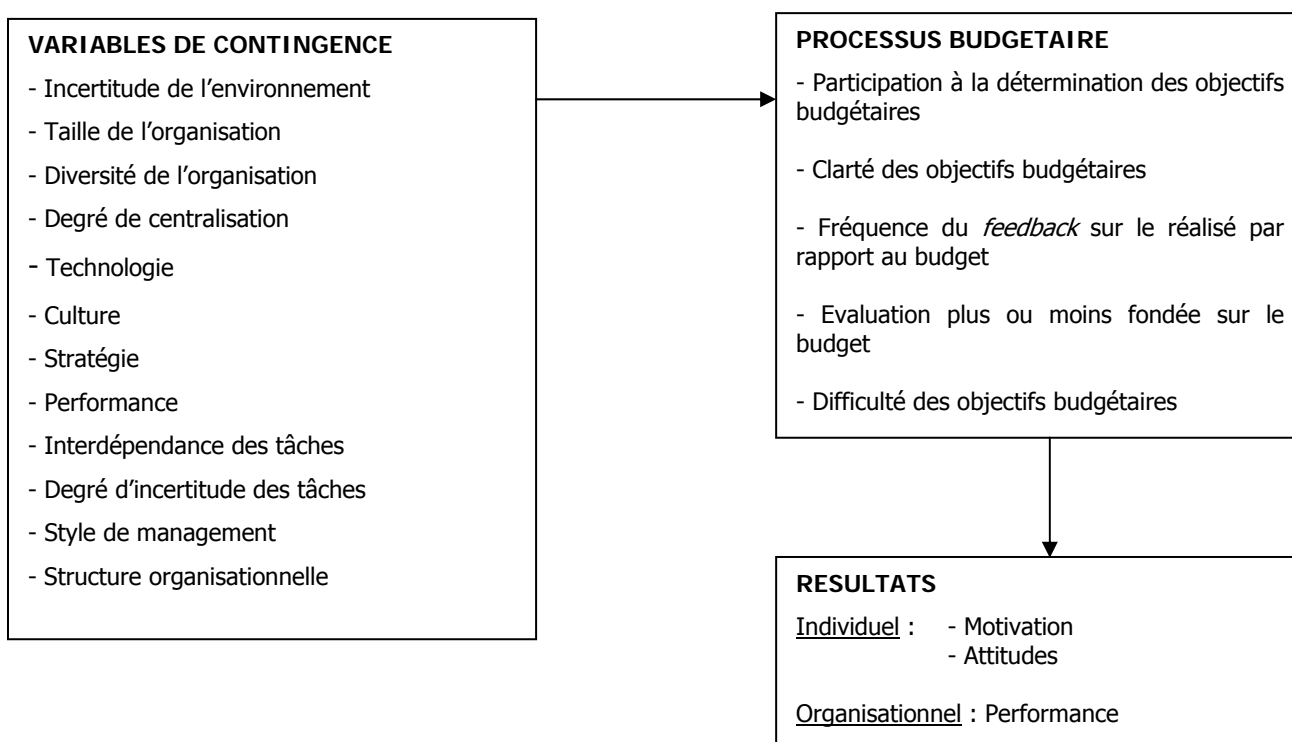 VARIABLES DE CONTINGENCE
- Incertitude de l’environnement
- Taille de l’organisation
- Diversité de l’organisation
- Degré de centralisation
- Technologie
- Culture
- Stratégie
- Performance
- Interdépendance des tâches
- Degré d’incertitude des tâches
- Style de management
- Structure organisationnelle
PROCESSUS BUDGETAIRE
- Participation à la détermination des objectifs
budgétaires
- Clarté des objectifs budgétaires
- Fréquence du feedback sur le réalisé par
rapport au budget
- Evaluation plus ou moins fondée sur le
budget
- Difficulté des objectifs budgétaires
RESULTATS
Individuel : - Motivation
- Attitudes
Organisationnel : Performance